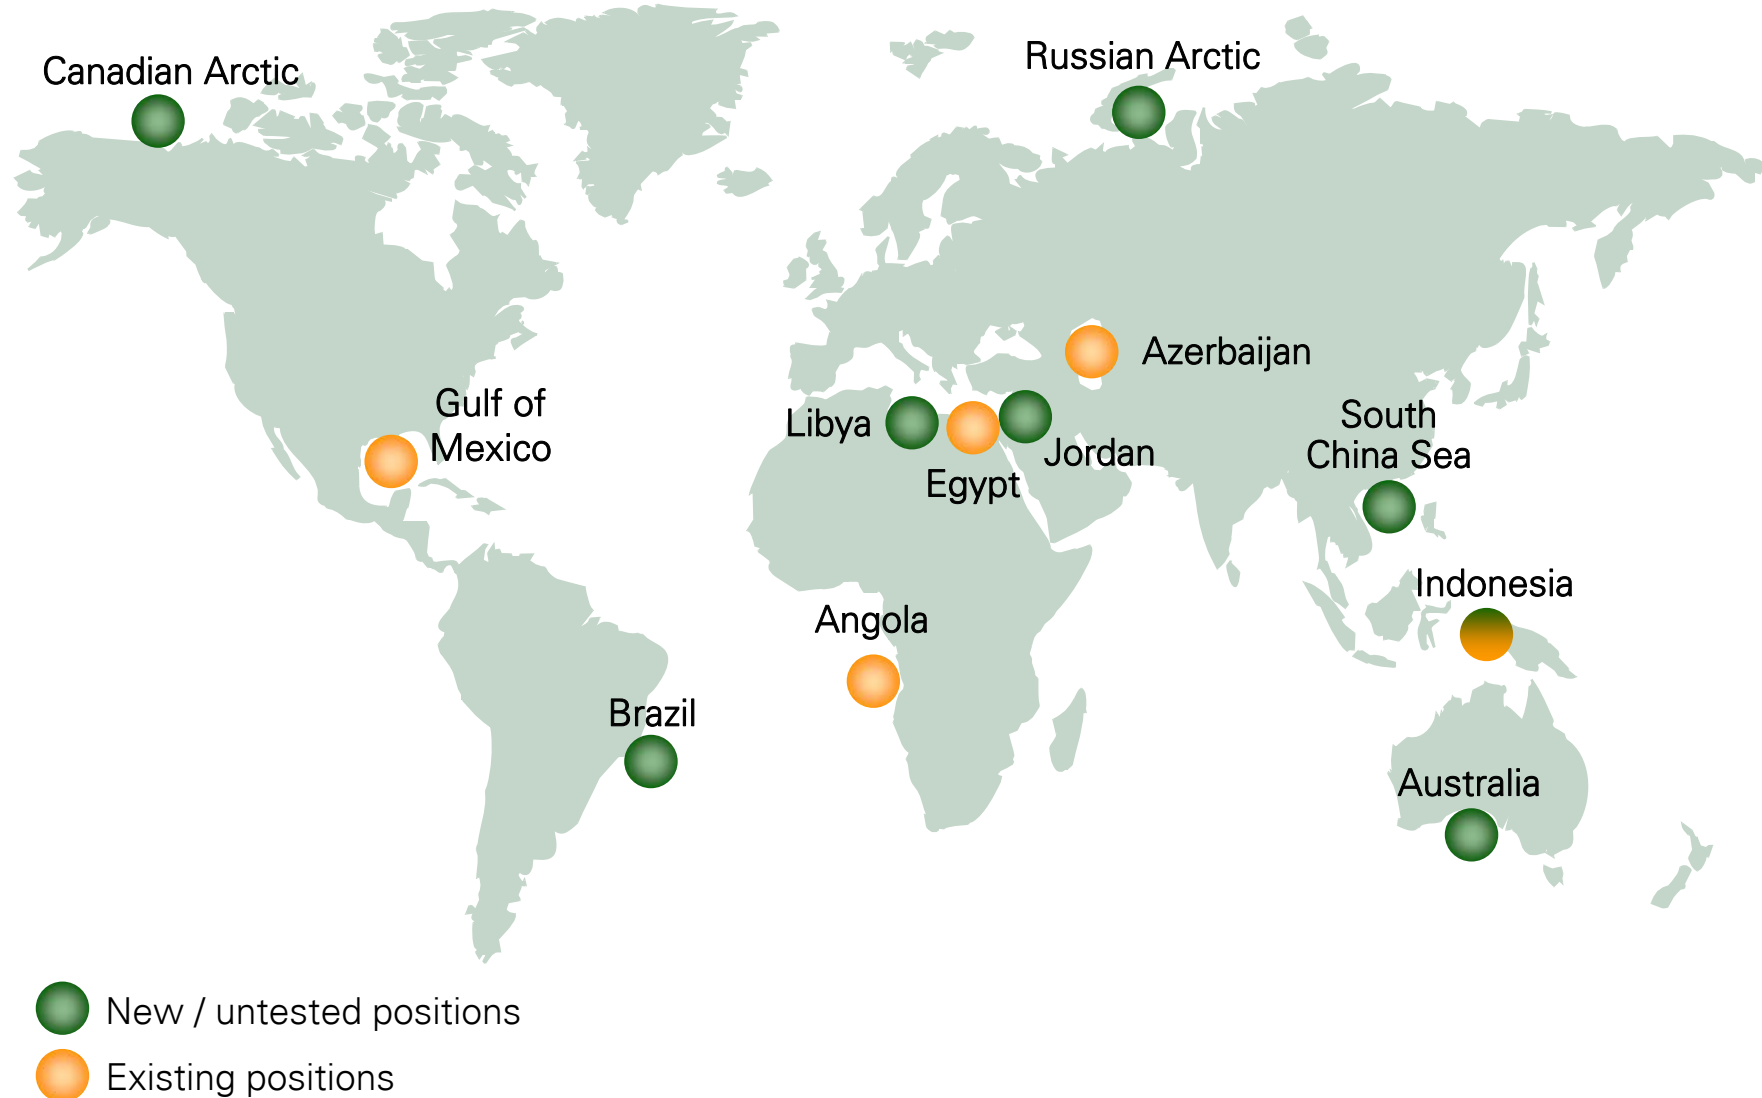 Canadian Arctic
Russian Arctic
Azerbaijan
Gulf of
Mexico
Libya
Jordan
Egypt
South
China Sea
Indonesia
Angola
Brazil
Australia
New / untested positions
Existing positions